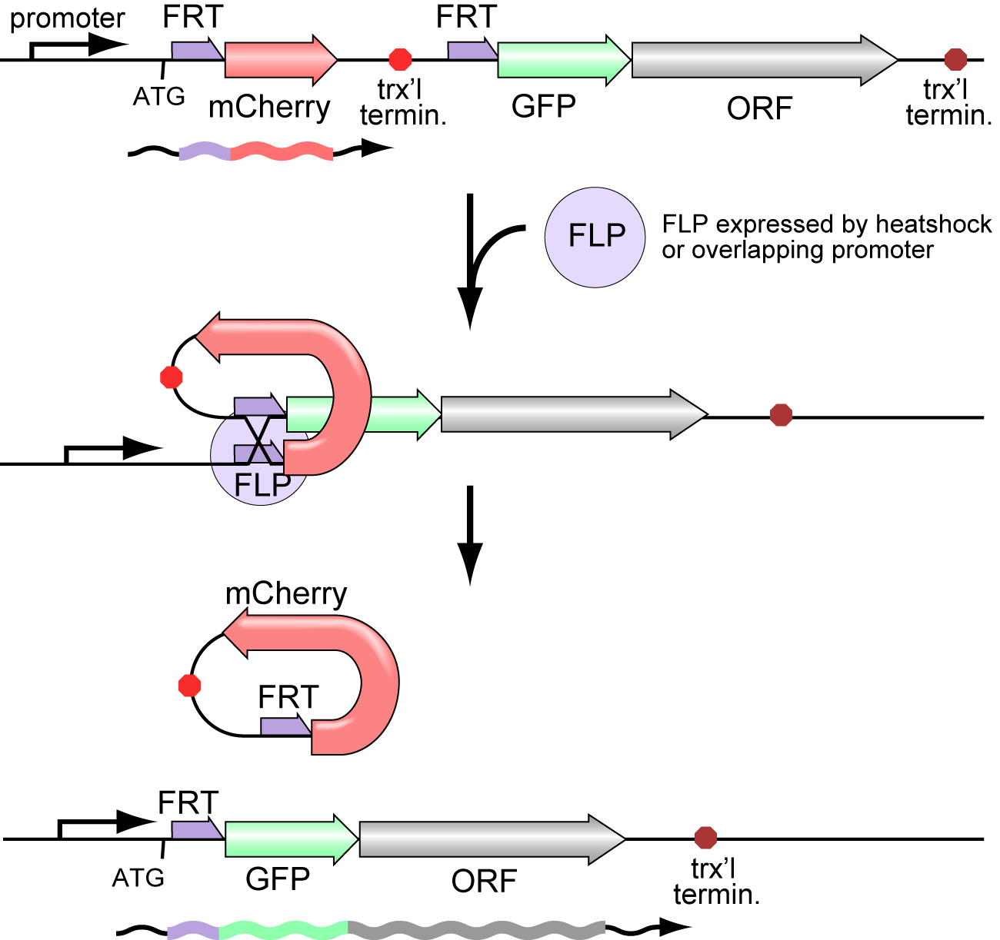 promoter
FRT
FRT
ATG
mCherry
trx'l
termin.
GFP
ORF
trx'l
termin.
FLP
FLP expressed by heatshock
or overlapping promoter
FLP
mCherry
FRT
FRT
ATG
GFP
ORF
trx'l
termin.